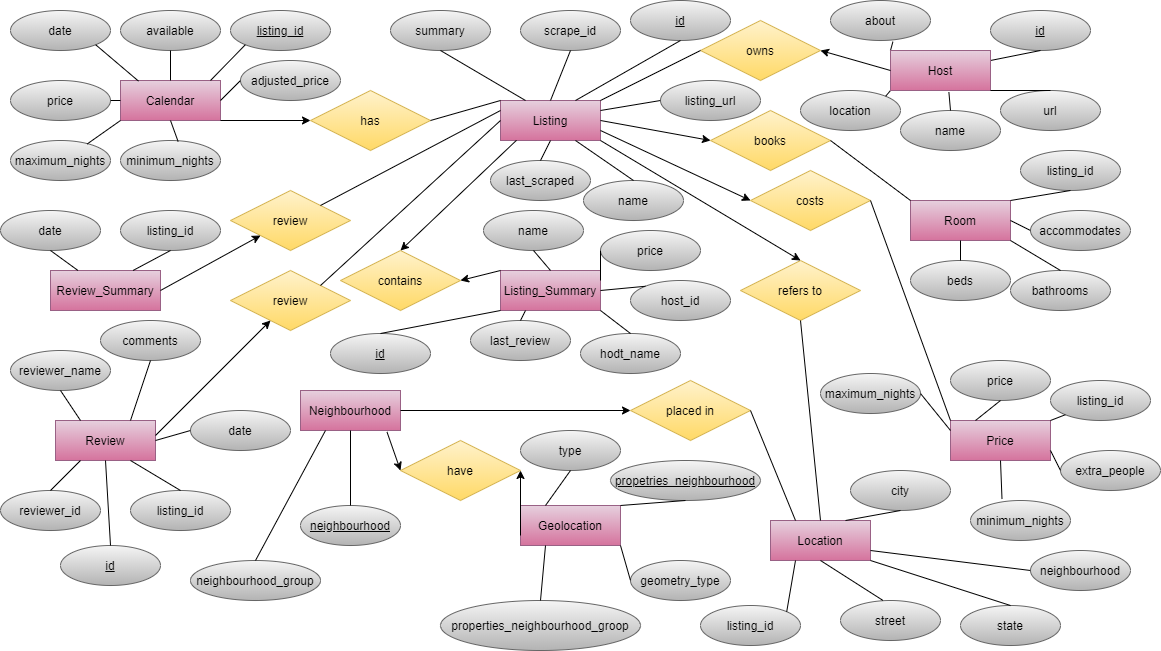 date
available
listing_id
summary
scrape_id
id
about
id
owns
Host
Calendar
adjusted_price
price
has
Listing
listing_url
location
name
url
books
maximum_nights
minimum_nights
last_scraped
name
listing_id
costs
Room
accommodates
date
listing_id
review
name
price
beds
bathrooms
Review_Summary
review
contains
Listing_Summary
host_id
refers to
comments
id
last_review
hodt_name
reviewer_name
maximum_nights
price
listing_id
Neighbourhood
placed in
Review
date
type
Price
have
propetries_neighbourhood
extra_people
reviewer_id
listing_id
neighbourhood
Geolocation
city
minimum_nights
Location
id
neighbourhood_group
geometry_type
neighbourhood
properties_neighbourhood_groop
listing_id
street
state